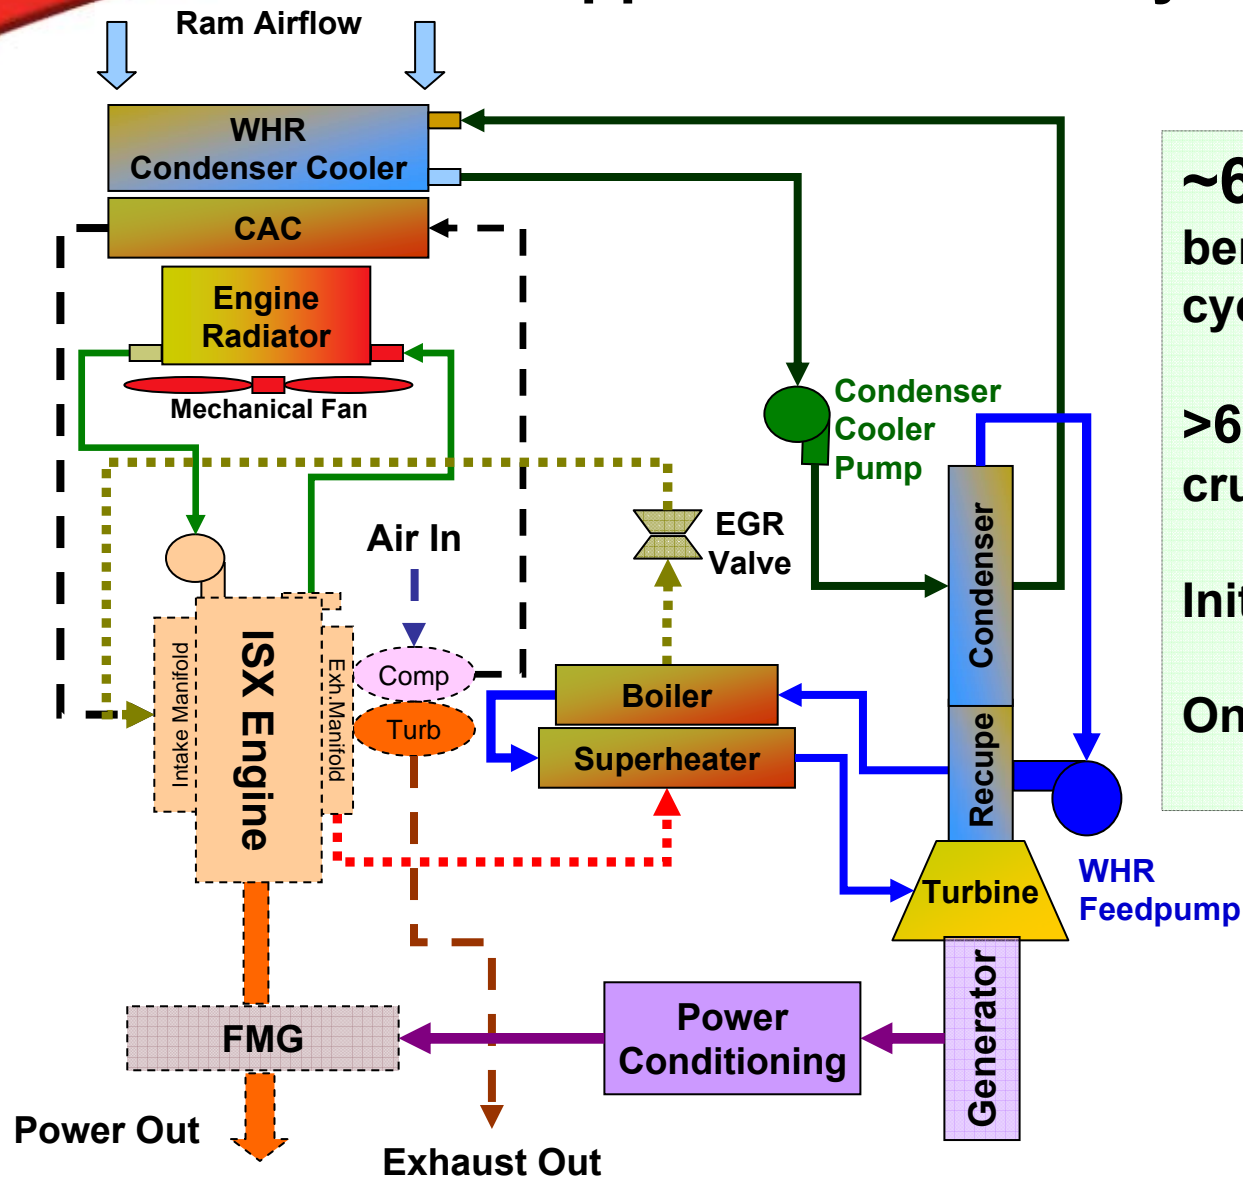 Ram Airflow
WHR
Condenser Cooler
CAC
Engine
Radiator
Mechanical Fan
Condenser
Cooler
Pump
EGR
Valve
Air In
Condenser
Intake Manifold
ISX Engine
Exh.Manifold
Comp
Turb
Boiler
Superheater
Recupe
Turbine
WHR
Feedpump
FMG
Power
Conditioning
Generator
Power Out
Exhaust Out
~6
>6